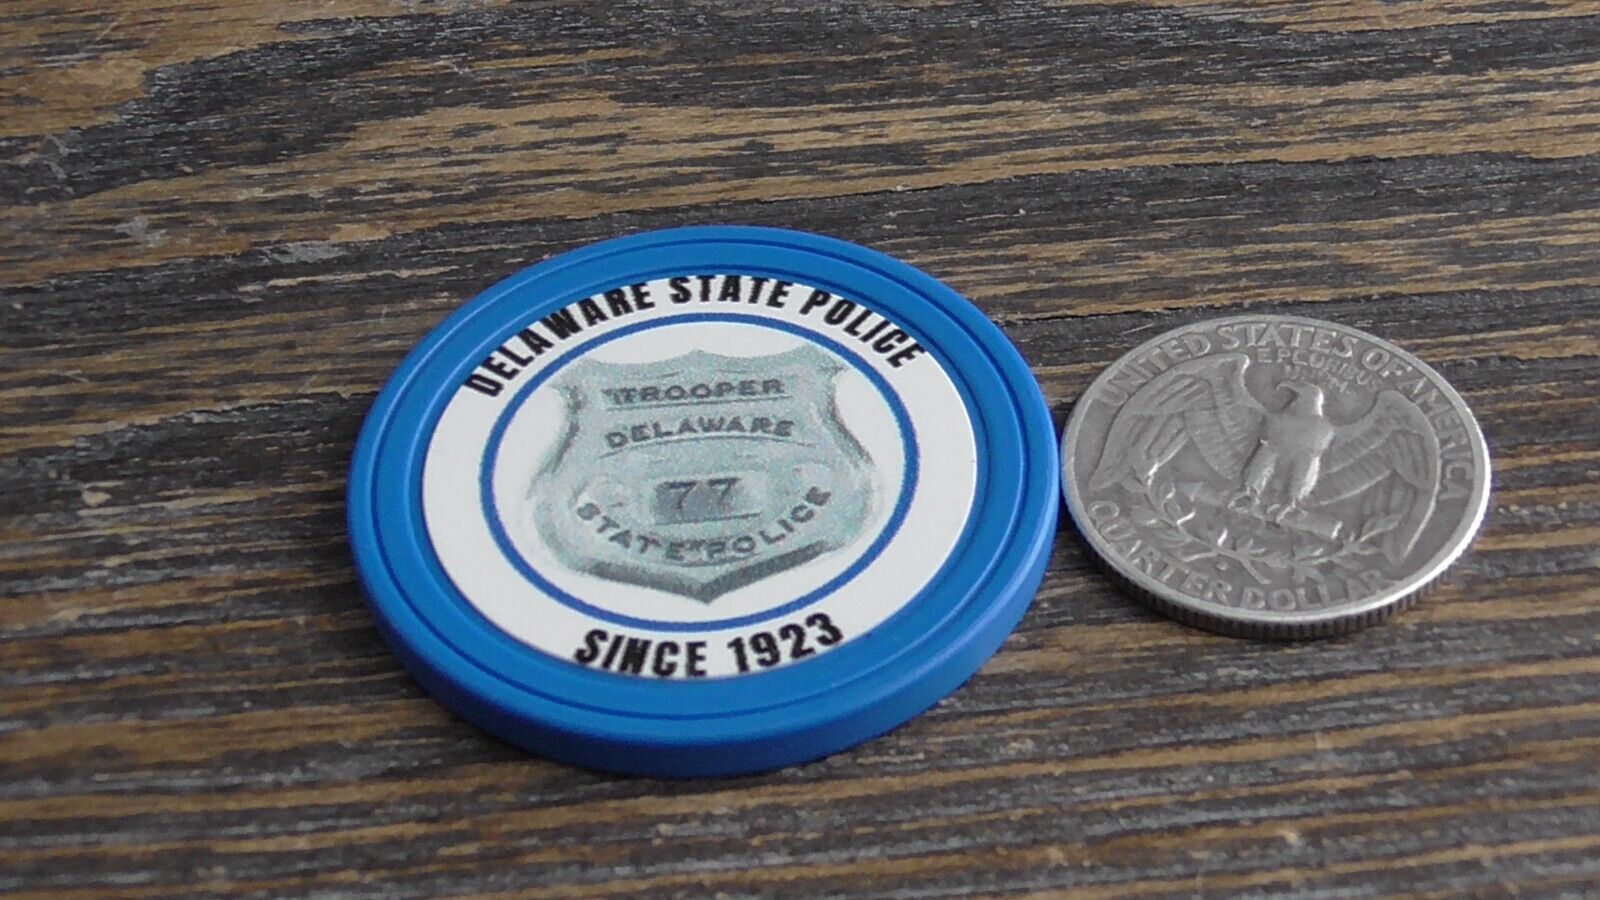 DELAWARE STATE POLICE
TROOPER
DELAWARE
77
STATE POLICE
SINCE 1923
UNITED STATES OF AMERICA
E PLURIBUS
UNUM
QUARTER DOLLAR